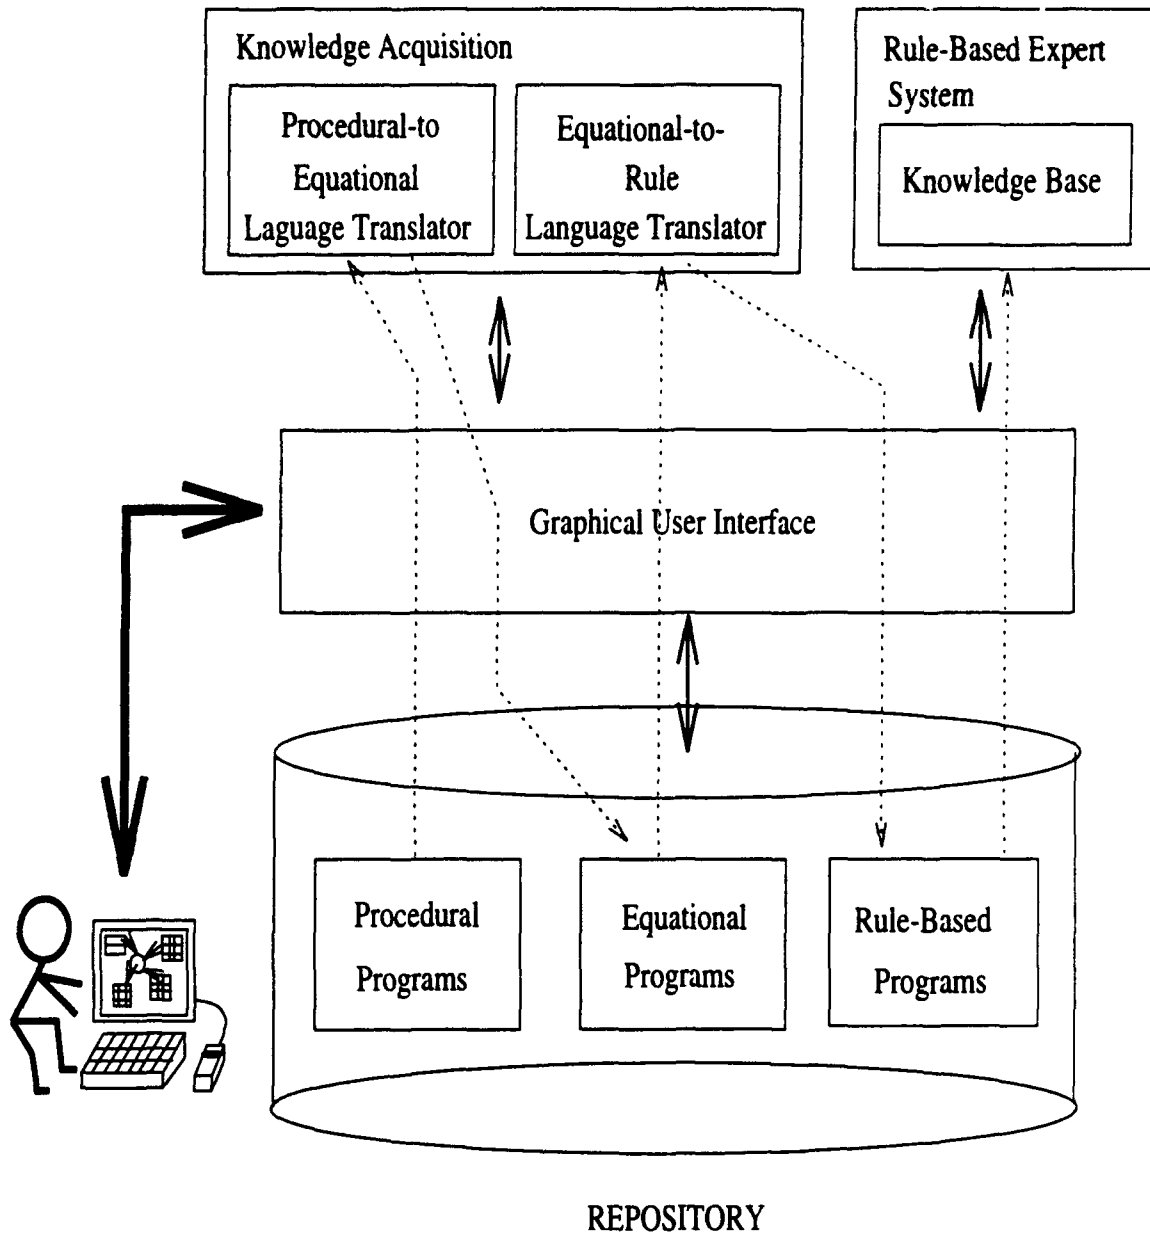 Knowledge Acquisition
Procedural-to
Equational
Laguage Translator
Equational-to-
Rule
Language Translator
Rule-Based Expert
System
Knowledge Base
Graphical User Interface
Procedural
Programs
Equational
Programs
Rule-Based
Programs
REPOSITORY